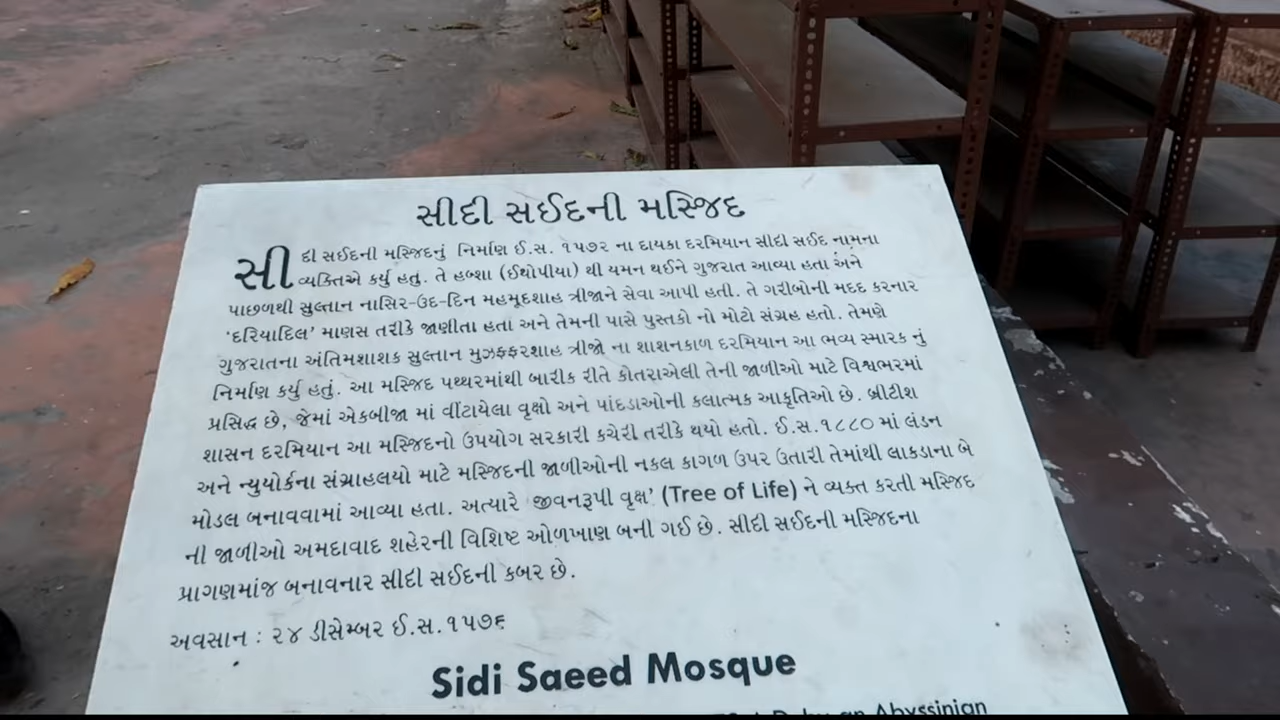 સીદી સઈદની મસ્જિદ
સીદી સઈદની મસ્જિદનું નિર્માણ ઈ.સ. ૧૫૭૨ ના દાયકા દરમિયાન સીદી સઈદ નામના
વ્યક્તિએ કર્યુ હતું. તે હબ્શા (ઈથોપીયા) થી યમન થઈને ગુજરાત આવ્યા હતા અને
પાછળથી સુલ્તાન નાસિર-ઉદ-દિન મહમૂદશાહ ત્રીજાને સેવા આપી હતી. તે ગરીબોની મદદ કરનાર
‘દરિયાદિલ’ માણસ તરીકે જાણીતા હતા અને તેમની પાસે પુસ્તકો નો મોટો સંગ્રહ હતો. તેમણે
ગુજરાતના અંતિમશાશક સુલ્તાન મુઝફ્ફરશાહ ત્રીજો ના શાશનકાળ દરમિયાન આ ભવ્ય સ્મારક નું
નિર્માણ કર્યુ હતું. આ મસ્જિદ પથ્થરમાંથી બારીક રીતે કોતરાએલી તેની જાળીઓ માટે વિશ્વભરમાં
પ્રસિદ્ધ છે, જેમાં એકબીજા માં વીંટાયેલા વૃક્ષો અને પાંદડાઓની કલાત્મક આકૃતિઓ છે. બ્રીટીશ
શાસન દરમિયાન આ મસ્જિદનો ઉપયોગ સરકારી કચેરી તરીકે થયો હતો. ઈ.સ.૧૮૮૦ માં લંડન
અને ન્યુયોર્કના સંગ્રાહલયો માટે મસ્જિદની જાળીઓની નકલ કાગળ ઉપર ઉતારી તેમાંથી લાકડાના બે
મોડલ બનાવવામાં આવ્યા હતા. અત્યારે ‘જીવનરૂપી વૃક્ષ’ (Tree of Life) ને વ્યક્ત કરતી મસ્જિદ
ની જાળીઓ અમદાવાદ શહેરની વિશિષ્ટ ઓળખાણ બની ગઈ છે. સીદી સઈદની મસ્જિદના
પ્રાગણમાંજ બનાવનાર સીદી સઈદની કબર છે.
અવસાન : ૨૪ ડીસેમ્બર ઈ.સ.૧૫૭૬
Sidi Saeed Mosque
an Abyssinian